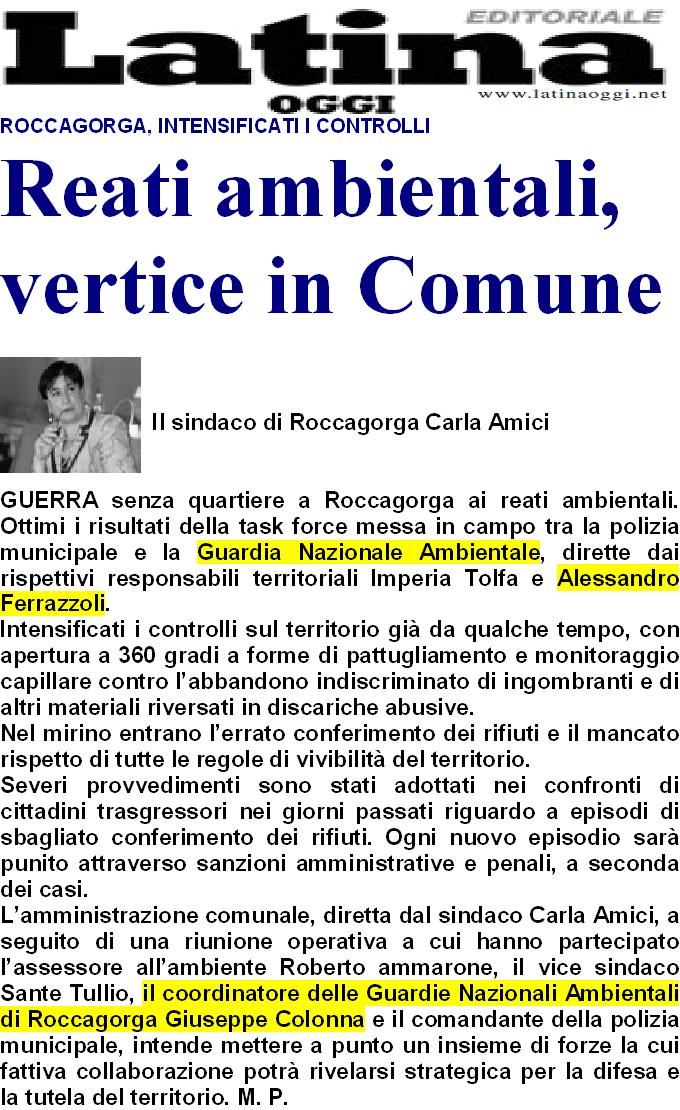 EDITORIALE
Latina
OGGI
www.latinaoggi.net
ROCCAGORGA, INTENSIFICATI I CONTROLLI
Reati ambientali,
vertice in Comune
Il sindaco di Roccagorga Carla Amici
GUERRA senza quartiere a Roccagorga ai reati ambientali.
Ottimi i risultati della task force messa in campo tra la polizia
municipale e la Guardia Nazionale Ambientale, dirette dai
rispettivi responsabili territoriali Imperia Tolfa e Alessandro
Ferrazzoli.
Intensificati i controlli sul territorio già da qualche tempo, con
apertura a 360 gradi a forme di pattugliamento e monitoraggio
capillare contro l'abbandono indiscriminato di ingombranti e di
altri materiali riversati in discariche abusive.
Nel mirino entrano l'errato conferimento dei rifiuti e il mancato
rispetto di tutte le regole di vivibilità del territorio.
Severi provvedimenti sono stati adottati nei confronti di
cittadini trasgressori nei giorni passati riguardo a episodi di
sbagliato conferimento dei rifiuti. Ogni nuovo episodio sarà
punito attraverso sanzioni amministrative e penali, a seconda
dei casi.
L'amministrazione comunale, diretta dal sindaco Carla Amici, a
seguito di una riunione operativa a cui hanno partecipato
l'assessore all'ambiente Roberto ammarone, il vice sindaco
Sante Tullio, il coordinatore delle Guardie Nazionali Ambientali
di Roccagorga Giuseppe Colonna e il comandante della polizia
municipale, intende mettere a punto un insieme di forze la cui
fattiva collaborazione potrà rivelarsi strategica per la difesa e
la tutela del territorio. M. P.